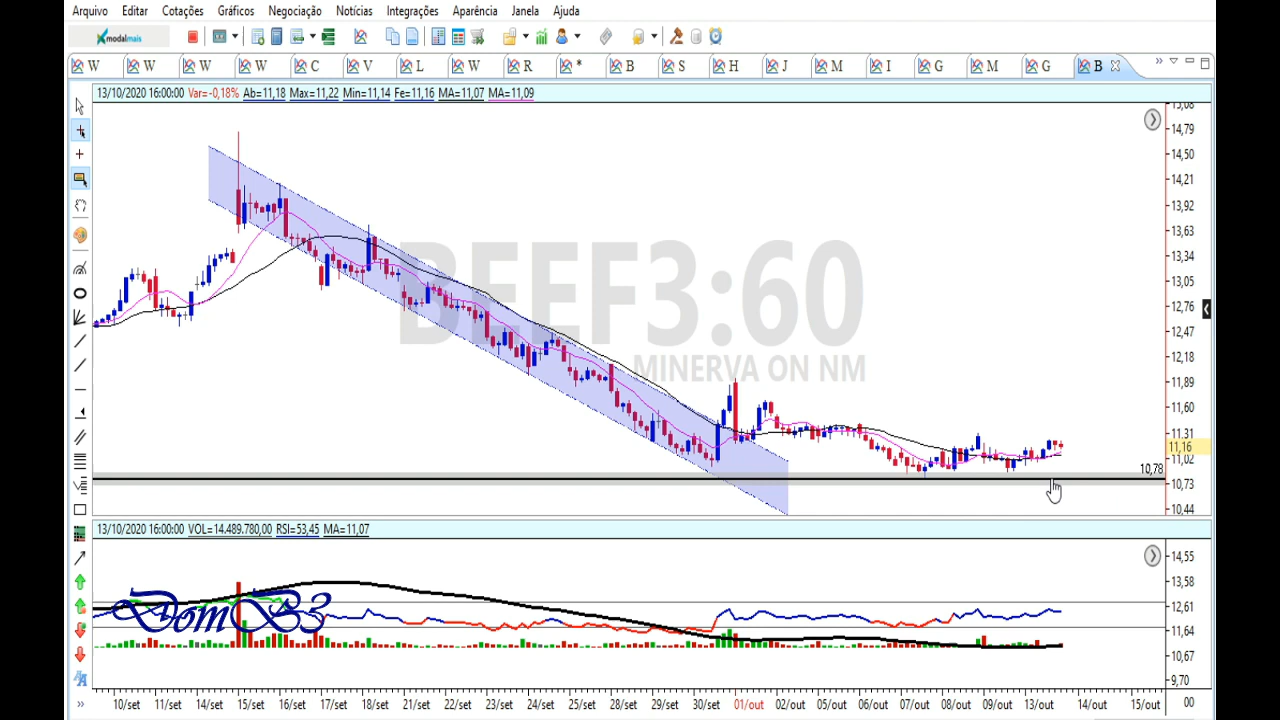 Arquivo Editar Cotações Gráficos Negociação Notícias Integrações Aparência Janela Ajuda
modalmais
W W W W C V L W R * B S H J M I G M G B
13/10/2020 16:00:00 Var=-0,18% Ab=11,18 Max=11,22 Min=11,14 Fe=11,16 MA=11,07 MA=11,09
15,08
14,79
14,50
14,21
13,92
13,63
13,34
13,05
12,76
12,47
12,18
11,89
11,60
11,31
11,16
11,02
10,78
10,73
10,44
BEEF3:60
MINERVA ON NM
13/10/2020 16:00:00 VOL=14.489.780,00 RSI=53,45 MA=11,07
14,55
13,58
12,61
11,64
10,67
9,70
DomB3
10/set 11/set 14/set 15/set 16/set 17/set 18/set 21/set 22/set 23/set 24/set 25/set 28/set 29/set 30/set 01/out 02/out 05/out 06/out 07/out 08/out 09/out 13/out 14/out 15/out 00